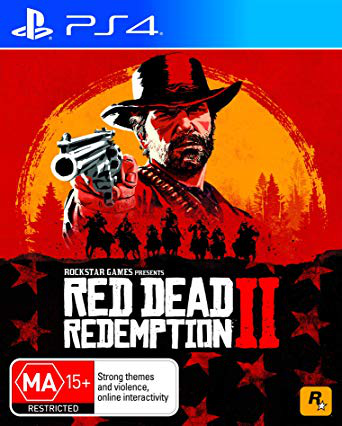 PS4
ROCKSTAR GAMES PRESENTS
RED DEAD
REDEMPTION II
MA 15+
RESTRICTED
Strong themes
and violence,
online interactivity
R★